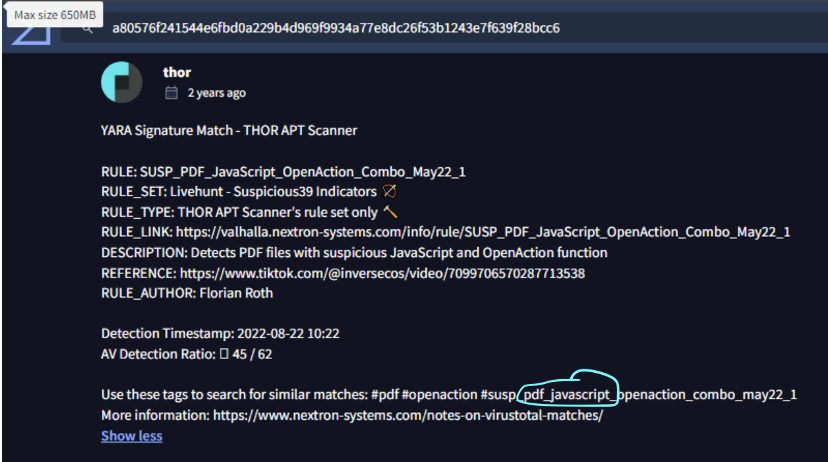 Max size 650MB
a80576f241544e6fbd0a229b4d969f9934a77e8dc26f53b1243e7f639f28bcc6
thor
2 years ago
YARA Signature Match - THOR APT Scanner
RULE: SUSP_PDF_JavaScript_OpenAction_Combo_May22_1
RULE_SET: Livehunt - Suspicious39 Indicators 🏹
RULE_TYPE: THOR APT Scanner's rule set only 🔨
RULE_LINK: https://valhalla.nextron-systems.com/info/rule/SUSP_PDF_JavaScript_OpenAction_Combo_May22_1
DESCRIPTION: Detects PDF files with suspicious JavaScript and OpenAction function
REFERENCE: https://www.tiktok.com/@inversecos/video/7099706570287713538
RULE_AUTHOR: Florian Roth
Detection Timestamp: 2022-08-22 10:22
AV Detection Ratio: 45 / 62
Use these tags to search for similar matches: #pdf #openaction #susp_pdf_javascript_openaction_combo_may22_1
More information: https://www.nextron-systems.com/notes-on-virustotal-matches/
Show less